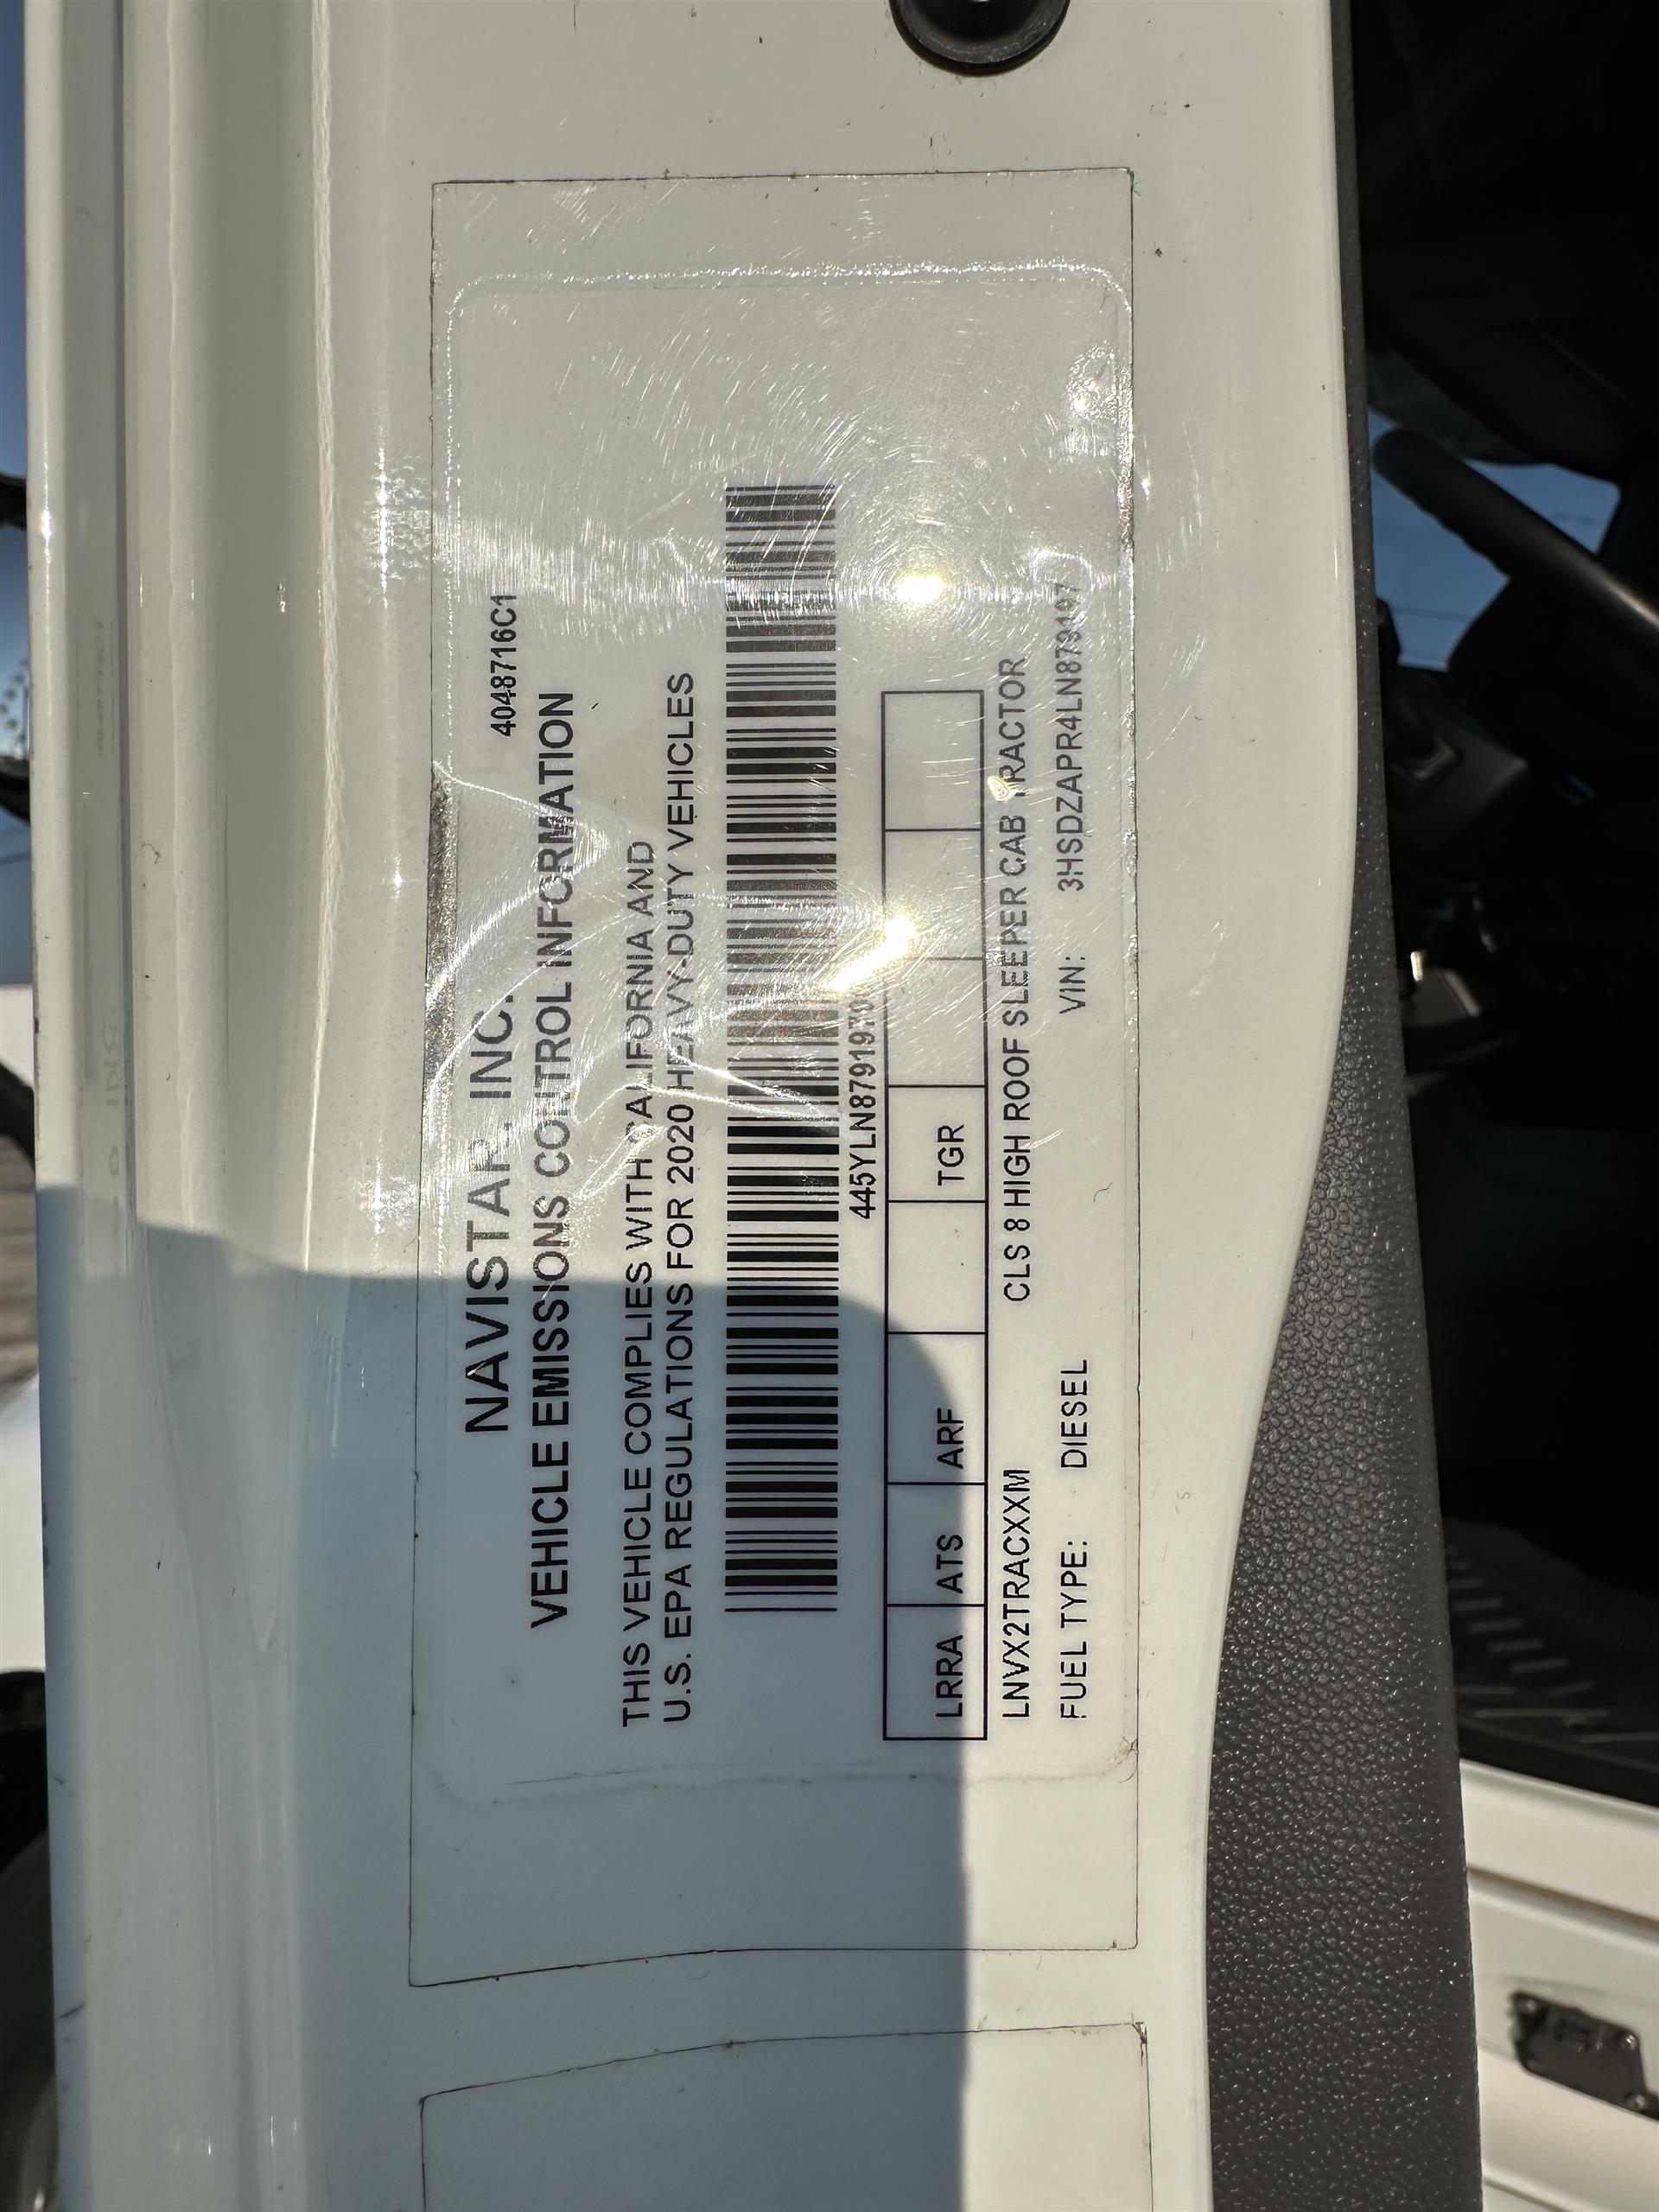 4048716C1
NAVISTAR, INC.
VEHICLE EMISSIONS CONTROL INFORMATION
THIS VEHICLE COMPLIES WITH CALIFORNIA AND
U.S. EPA REGULATIONS FOR 2020 HEAVY-DUTY VEHICLES
445YLN8791970
LRRA ATS ARF TGR
LNVX2TRACXXM CLS 8 HIGH ROOF SLEEPER CAB TRACTOR
FUEL TYPE: DIESEL VIN: 3HSDZAPR4LN879197